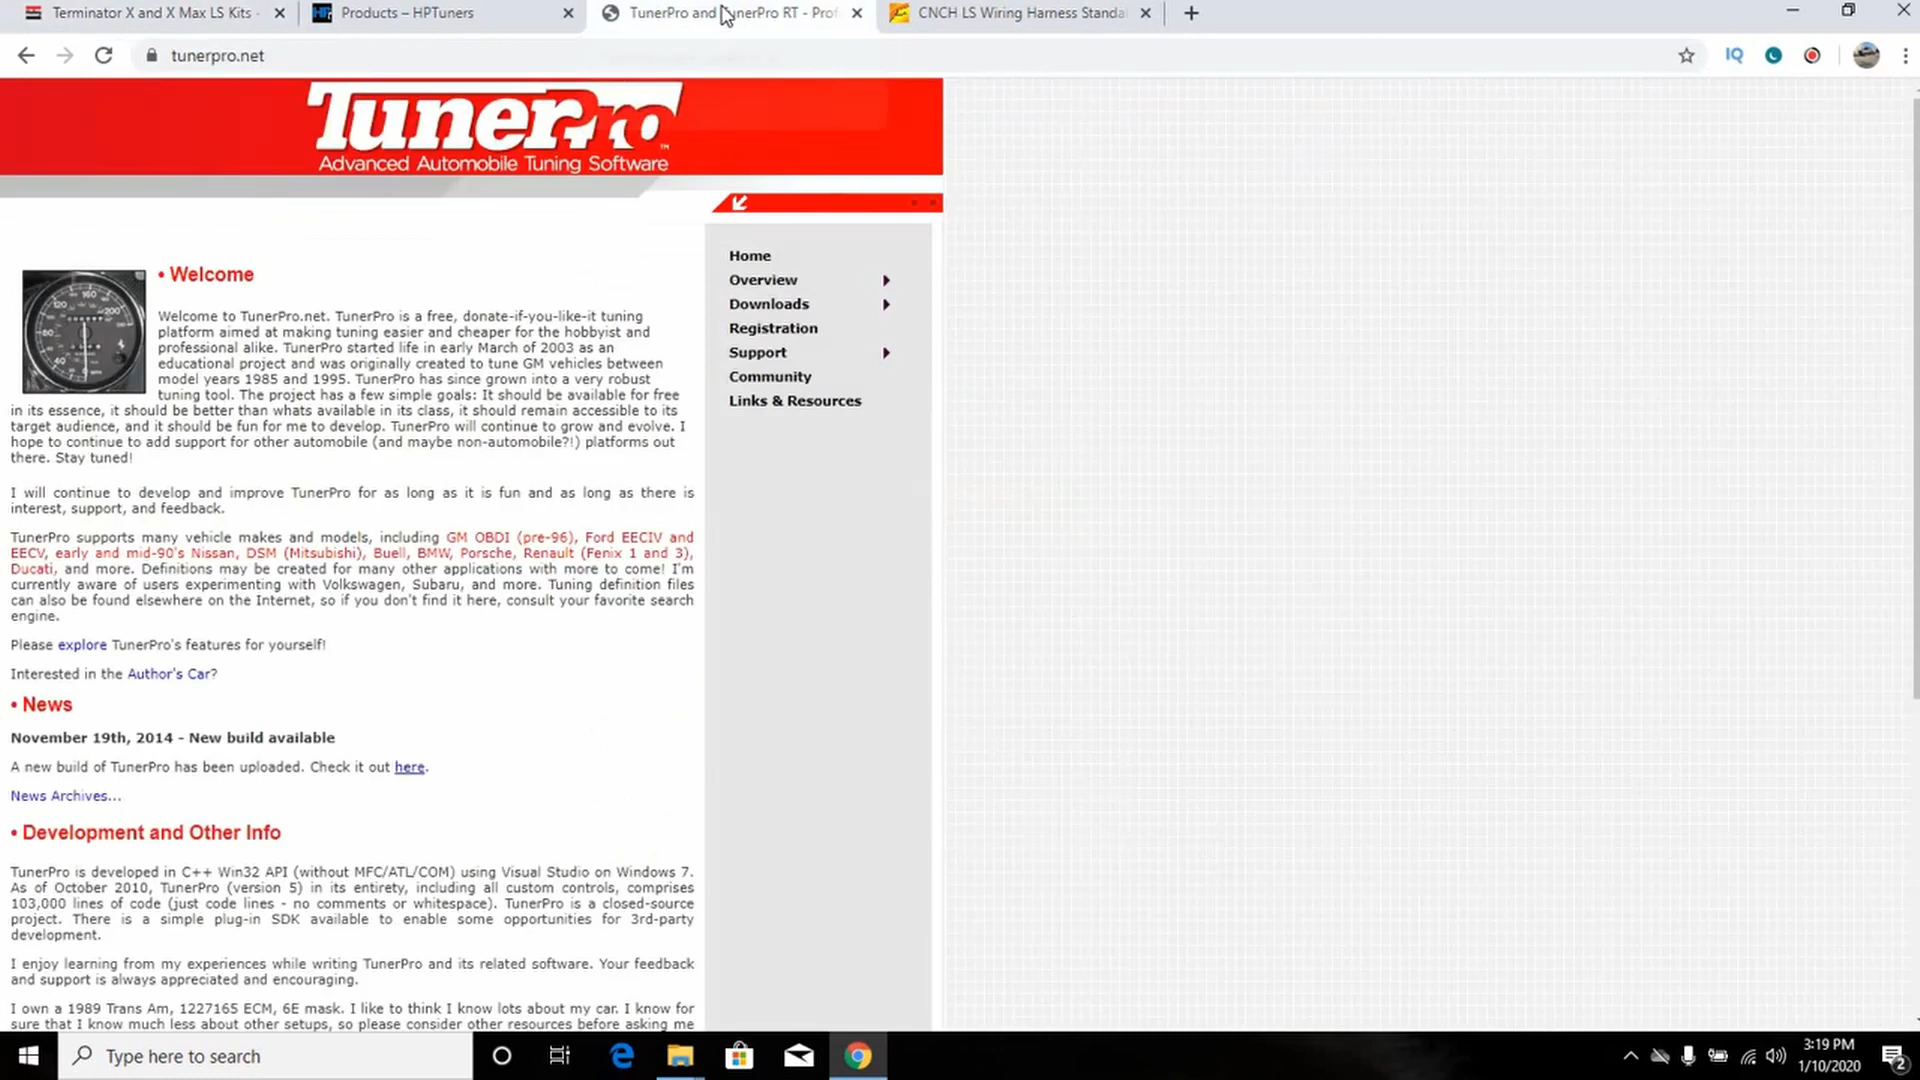 Terminator X and X Max LS Kits -
Products – HPTuners
TunerPro and TunerPro RT - Prof
CNCH LS Wiring Harness Standa
tunerpro.net
TunerPro™
Advanced Automobile Tuning Software
Home
Overview
Downloads
Registration
Support
Community
Links & Resources
• Welcome
Welcome to TunerPro.net. TunerPro is a free, donate-if-you-like-it tuning
platform aimed at making tuning easier and cheaper for the hobbyist and
professional alike. TunerPro started life in early March of 2003 as an
educational project and was originally created to tune GM vehicles between
model years 1985 and 1995. TunerPro has since grown into a very robust
tuning tool. The project has a few simple goals: It should be available for free
in its essence, it should be better than whats available in its class, it should remain accessible to its
target audience, and it should be fun for me to develop. TunerPro will continue to grow and evolve. I
hope to continue to add support for other automobile (and maybe non-automobile?!) platforms out
there. Stay tuned!
I will continue to develop and improve TunerPro for as long as it is fun and as long as there is
interest, support, and feedback.
TunerPro supports many vehicle makes and models, including GM OBDI (pre-96), Ford EECIV and
EECV, early and mid-90's Nissan, DSM (Mitsubishi), Buell, BMW, Porsche, Renault (Fenix 1 and 3),
Ducati, and more. Definitions may be created for many other applications with more to come! I'm
currently aware of users experimenting with Volkswagen, Subaru, and more. Tuning definition files
can also be found elsewhere on the Internet, so if you don't find it here, consult your favorite search
engine.
Please explore TunerPro's features for yourself!
Interested in the Author's Car?
• News
November 19th, 2014 - New build available
A new build of TunerPro has been uploaded. Check it out here.
News Archives...
• Development and Other Info
TunerPro is developed in C++ Win32 API (without MFC/ATL/COM) using Visual Studio on Windows 7.
As of October 2010, TunerPro (version 5) in its entirety, including all custom controls, comprises
103,000 lines of code (just code lines - no comments or whitespace). TunerPro is a closed-source
project. There is a simple plug-in SDK available to enable some opportunities for 3rd-party
development.
I enjoy learning from my experiences while writing TunerPro and its related software. Your feedback
and support is always appreciated and encouraging.
I own a 1989 Trans Am, 1227165 ECM, 6E mask. I like to think I know lots about my car. I know for
sure that I know much less about other setups, so please consider other resources before asking me
Type here to search
3:19 PM
1/10/2020
2